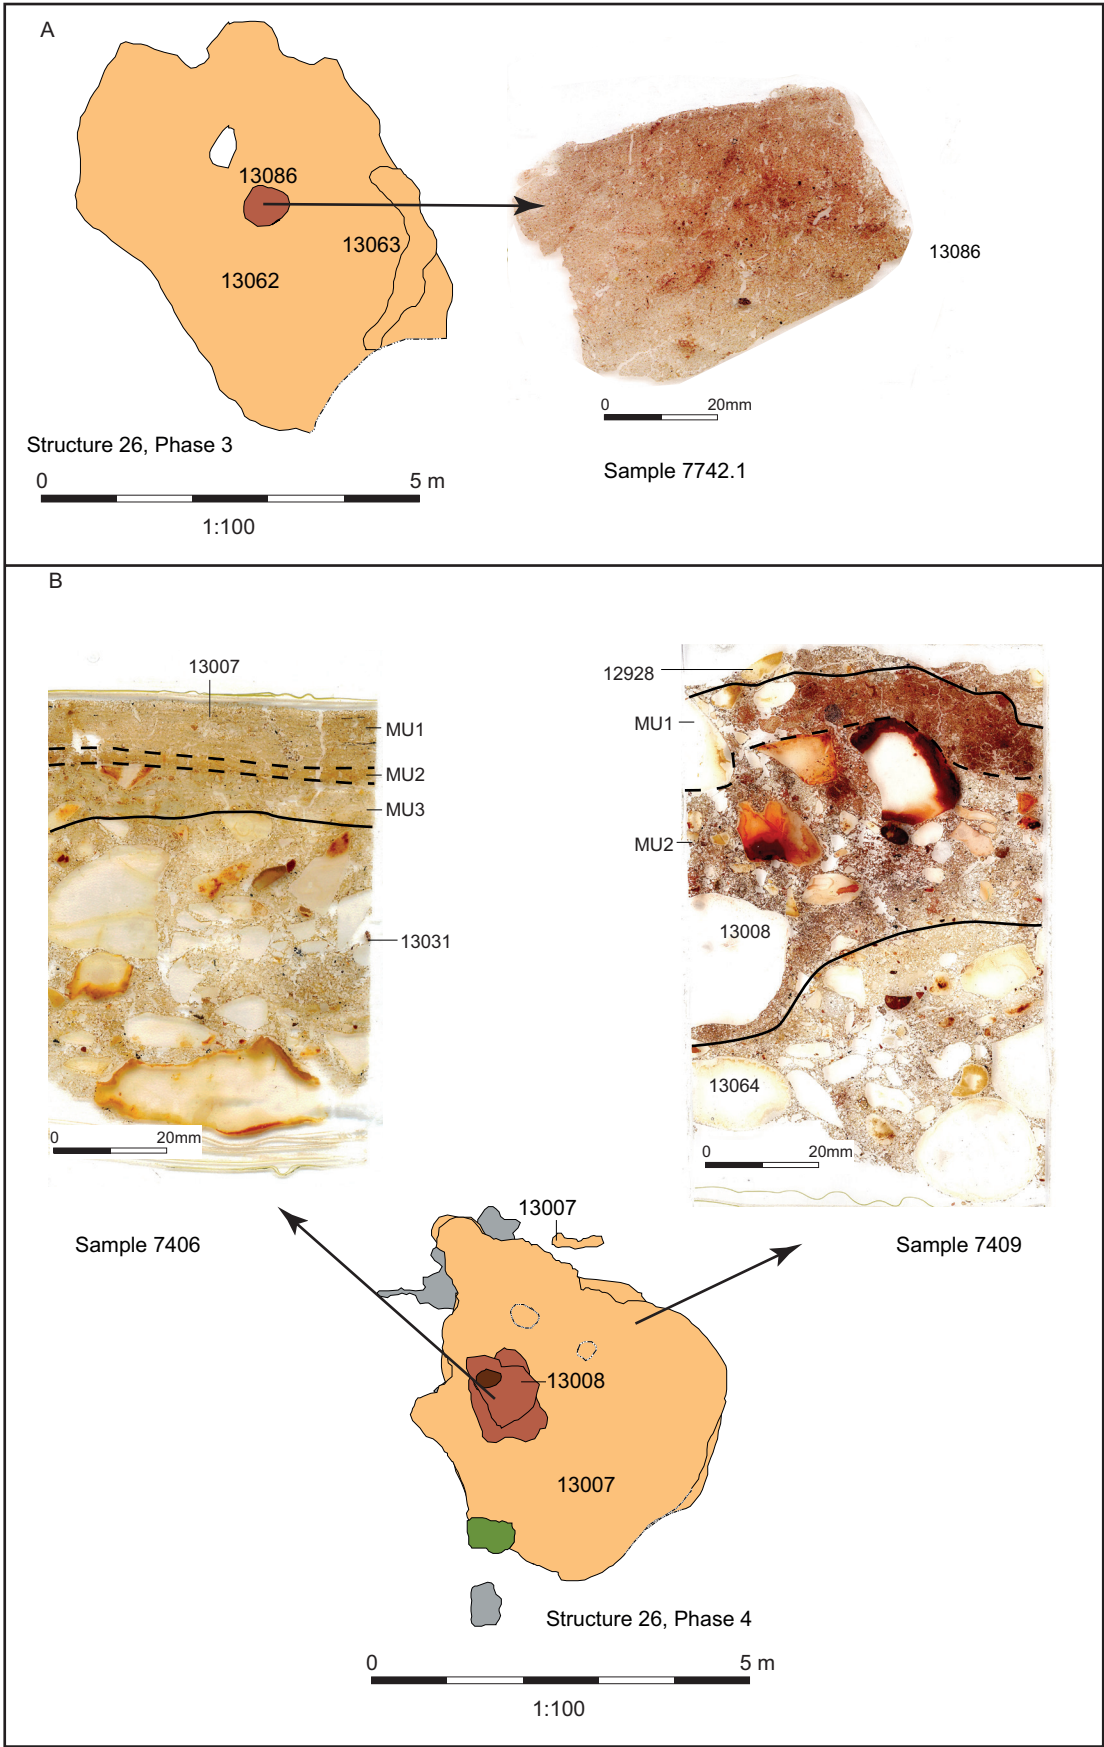 A
13086
13063
13062
13086
0 20mm
Structure 26, Phase 3
Sample 7742.1
0 5 m
1:100
B
13007
MU1
MU2
MU3
13031
0 20mm
Sample 7406
12928
MU1
MU2
13008
13064
0 20mm
Sample 7409
13007
13008
13007
Structure 26, Phase 4
0 5 m
1:100